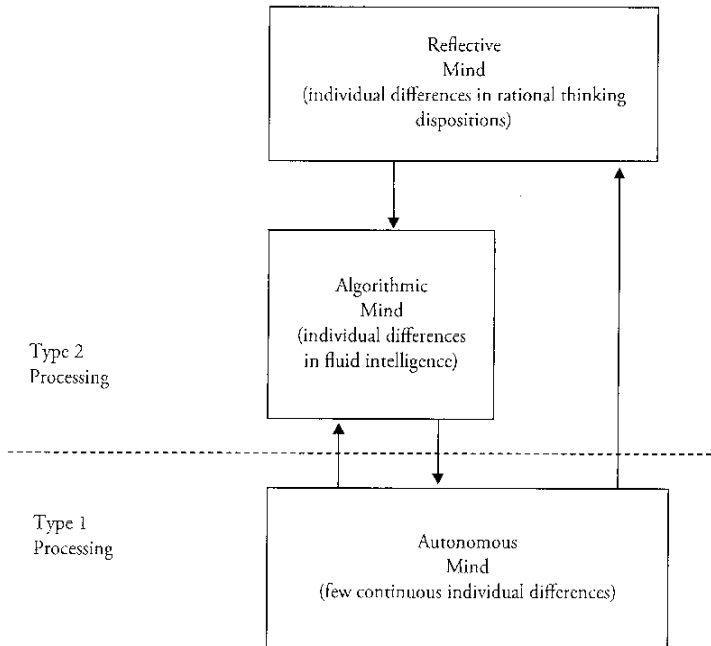 Reflective
Mind
(individual differences in rational thinking
dispositions)
Algorithmic
Mind
(individual differences
in fluid intelligence)
Type 2
Processing
Type 1
Processing
Autonomous
Mind
(few continuous individual differences)